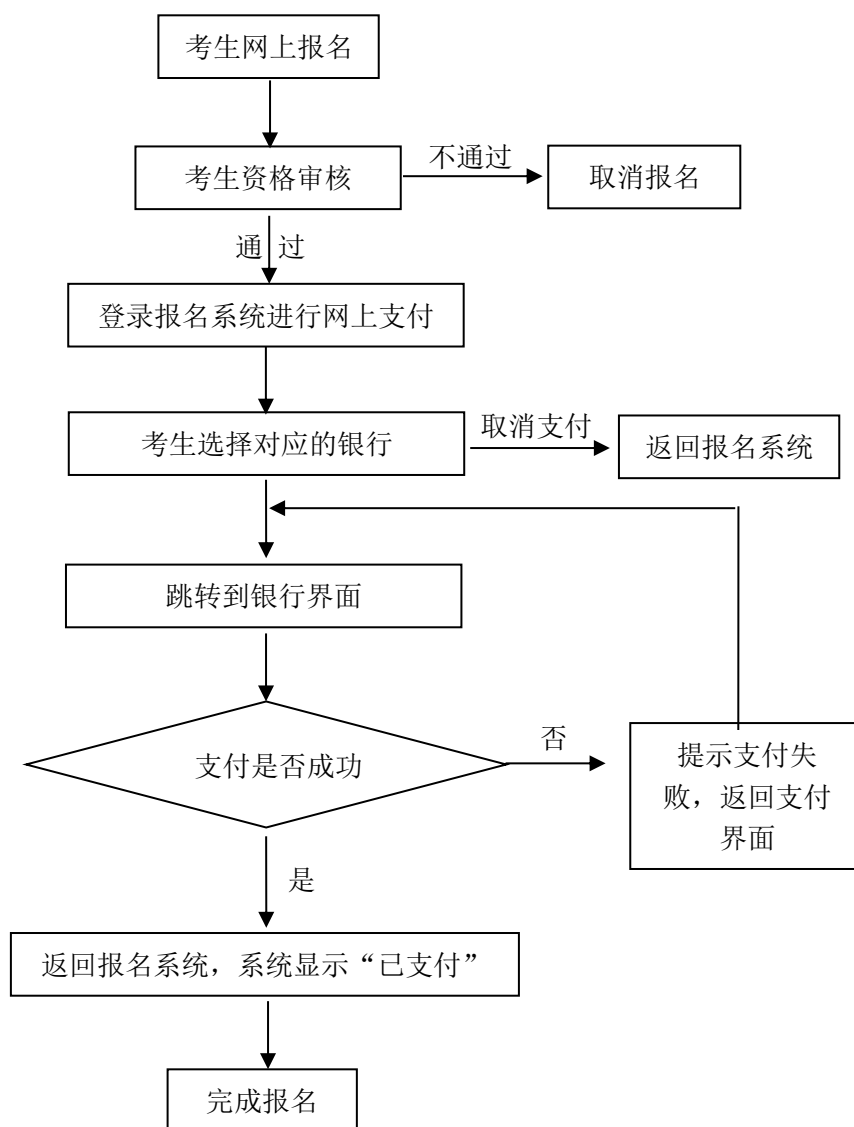 考生网上报名
考生资格审核
不通过
取消报名
通过
登录报名系统进行网上支付
考生选择对应的银行
取消支付
返回报名系统
跳转到银行界面
支付是否成功
否
提示支付失
败，返回支付
界面
是
返回报名系统，系统显示“已支付”
完成报名